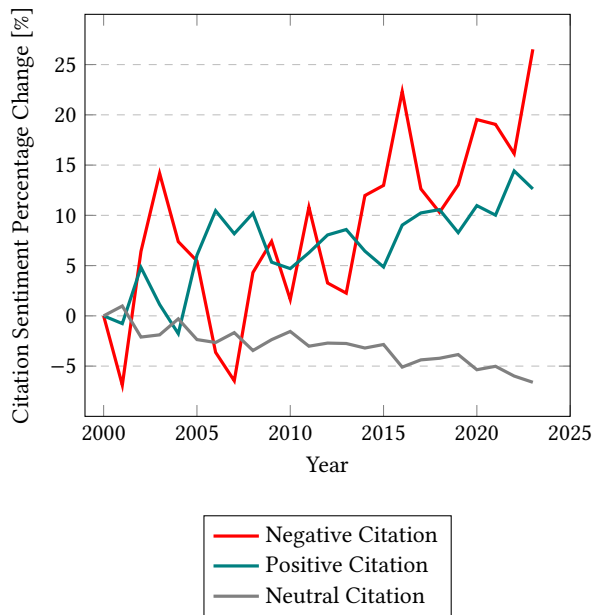 Citation Sentiment Percentage Change [%]
25
20
15
10
5
0
−5
2000 2005 2010 2015 2020 2025
Year
Negative Citation
Positive Citation
Neutral Citation